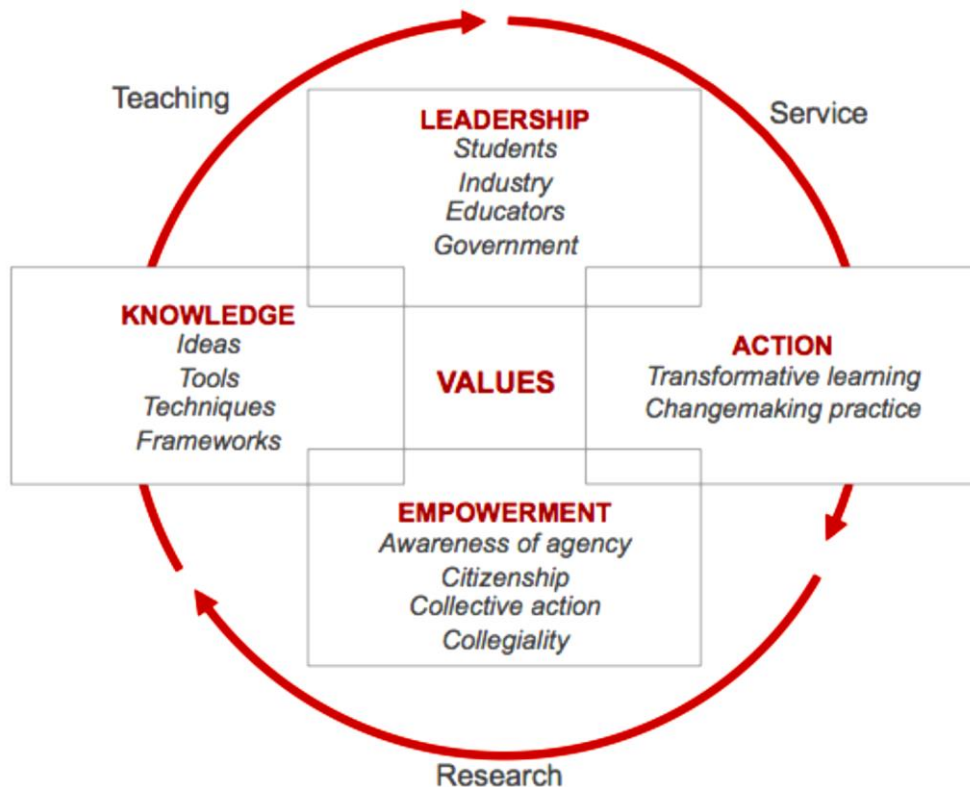 Teaching
Service
LEADERSHIP
Students
Industry
Educators
Government
KNOWLEDGE
Ideas
Tools
Techniques
Frameworks
VALUES
ACTION
Transformative learning
Changemaking practice
EMPOWERMENT
Awareness of agency
Citizenship
Collective action
Collegiality
Research